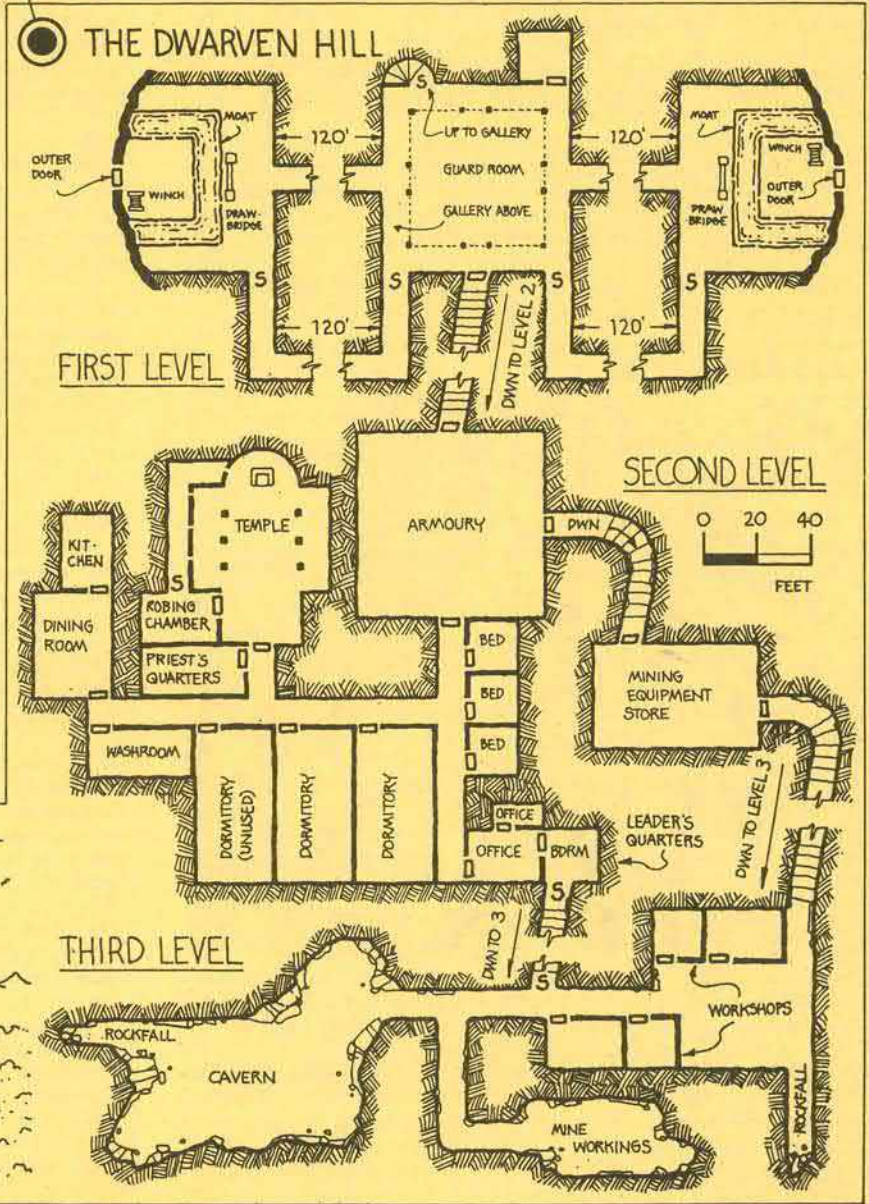 THE DWARVEN HILL
MOAT
120'
S
UP TO GALLERY
120'
MOAT
OUTER
DOOR
WINCH
DRAW-
BRIDGE
GUARD ROOM
GALLERY ABOVE
WINCH
OUTER
DOOR
DRAW
BRIDGE
S
S
S
S
120'
120'
DWN TO LEVEL 2
FIRST LEVEL
SECOND LEVEL
0 20 40
FEET
KIT-
CHEN
TEMPLE
ARMOURY
DWN
S
ROBING
CHAMBER
DINING
ROOM
PRIEST'S
QUARTERS
BED
BED
BED
MINING
EQUIPMENT
STORE
WASHROOM
DORMITORY
(UNUSED)
DORMITORY
DORMITORY
OFFICE
OFFICE
BDRM
LEADER'S
QUARTERS
S
DWN TO LEVEL 3
DWN TO 3
S
THIRD LEVEL
ROCKFALL
CAVERN
WORKSHOPS
MINE
WORKINGS
ROCKFALL